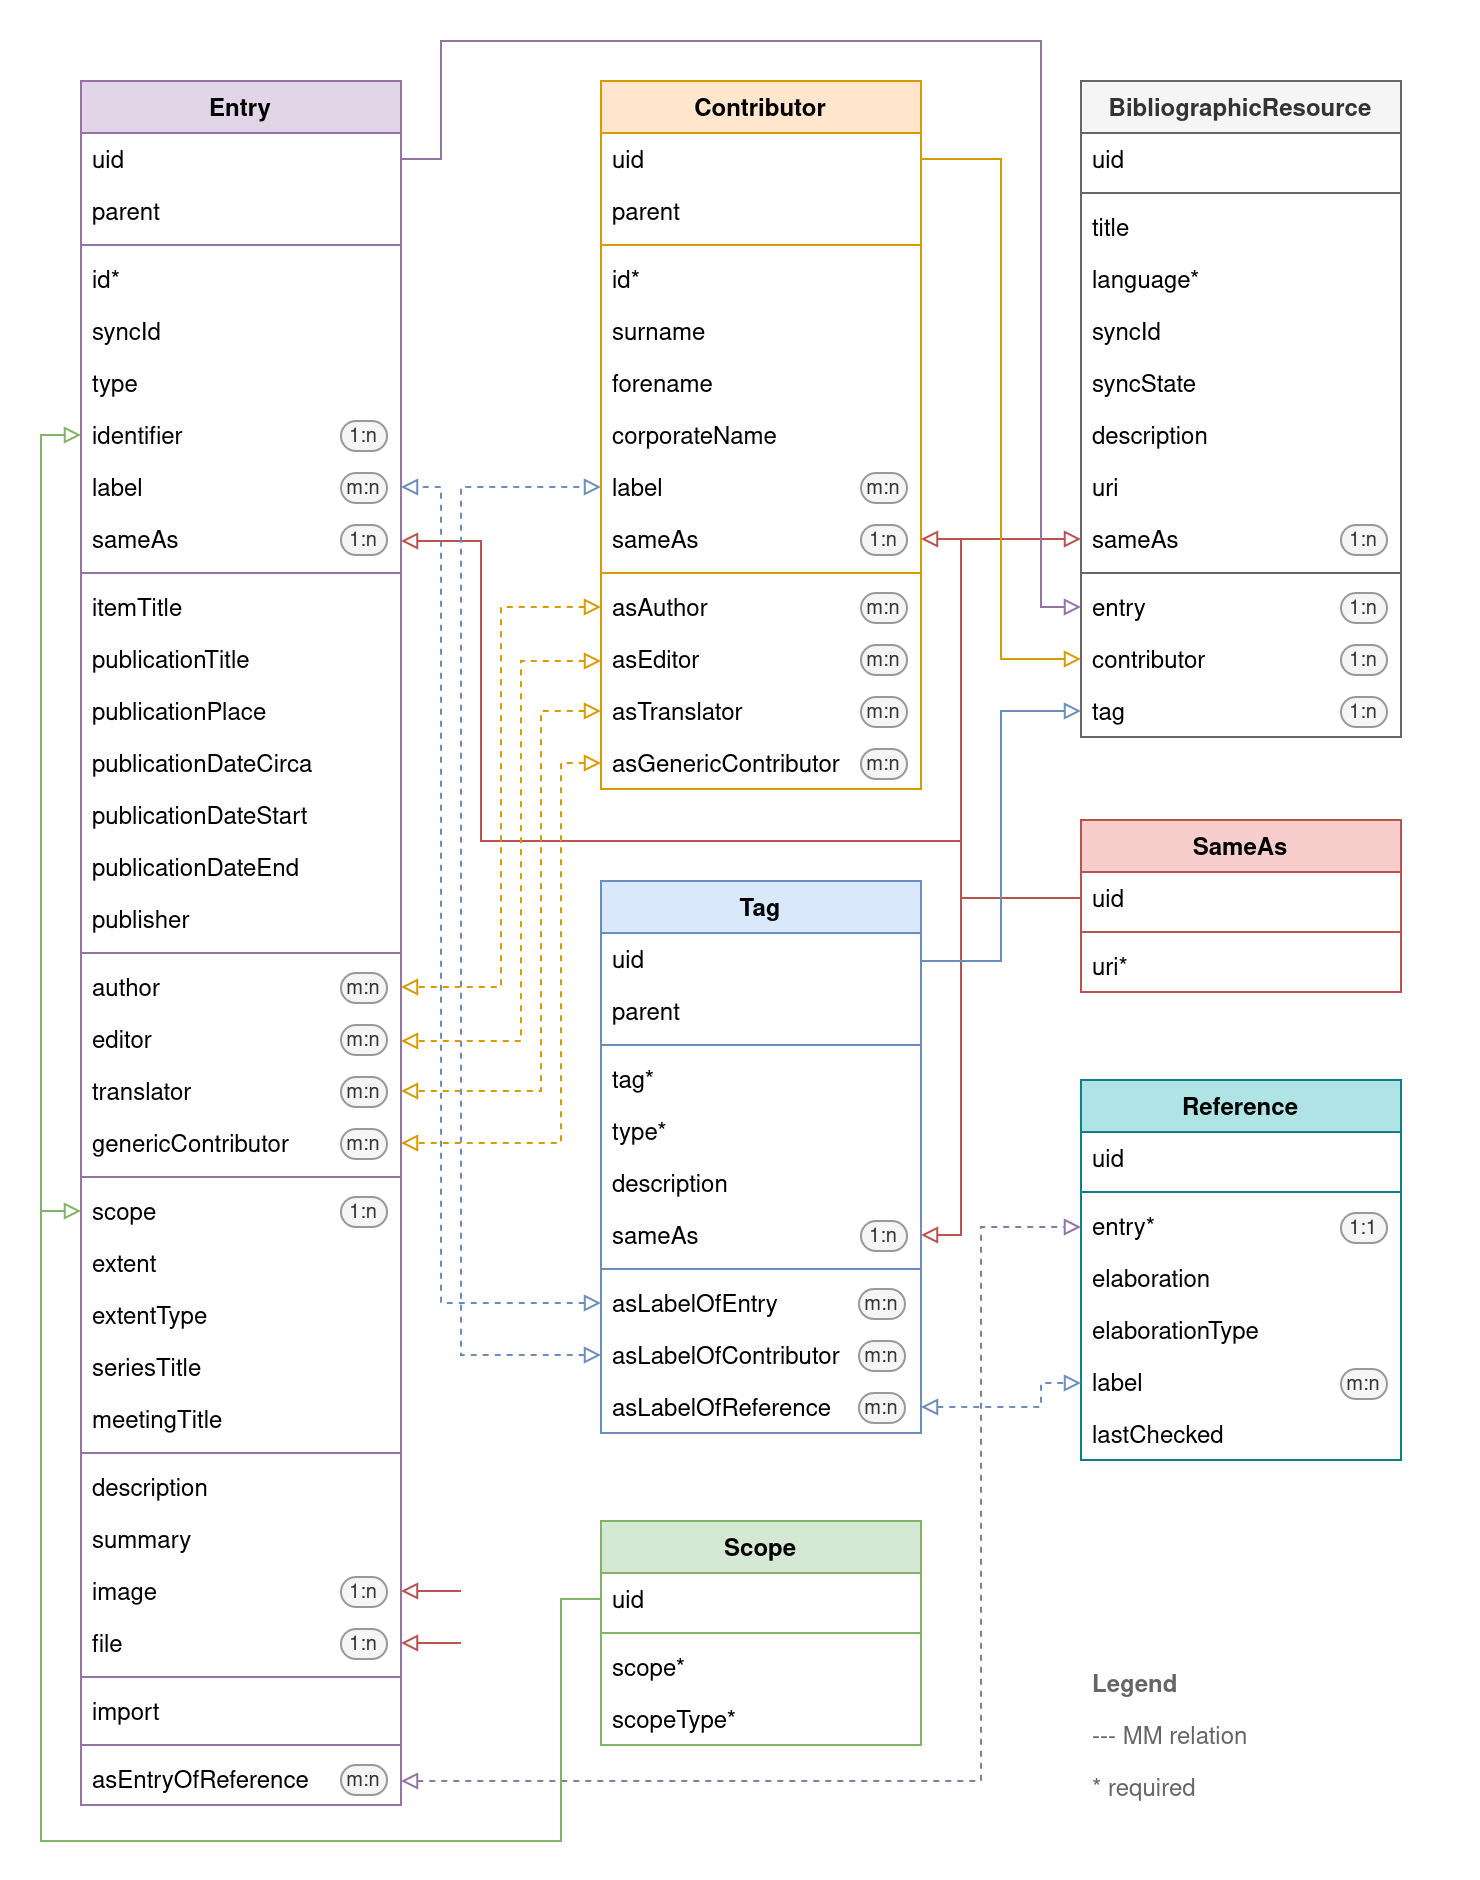 Entry
uid
parent
id*
syncId
type
identifier 1:n
label m:n
sameAs 1:n
itemTitle
publicationTitle
publicationPlace
publicationDateCirca
publicationDateStart
publicationDateEnd
publisher
author m:n
editor m:n
translator m:n
genericContributor m:n
scope 1:n
extent
extentType
seriesTitle
meetingTitle
description
summary
image 1:n
file 1:n
import
asEntryOfReference m:n
Contributor
uid
parent
id*
surname
forename
corporateName
label m:n
sameAs 1:n
asAuthor m:n
asEditor m:n
asTranslator m:n
asGenericContributor m:n
Tag
uid
parent
tag*
type*
description
sameAs 1:n
asLabelOfEntry m:n
asLabelOfContributor m:n
asLabelOfReference m:n
Scope
uid
scope*
scopeType*
BibliographicResource
uid
title
language*
syncId
syncState
description
uri
sameAs 1:n
entry 1:n
contributor 1:n
tag 1:n
SameAs
uid
uri*
Reference
uid
entry* 1:1
elaboration
elaborationType
label m:n
lastChecked
Legend
--- MM relation
* required